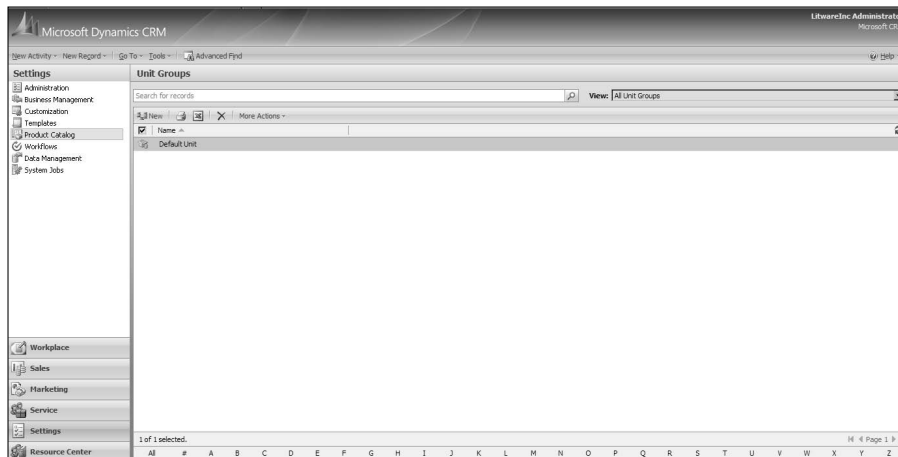 LitwareInc Administrato
Microsoft CR
Microsoft Dynamics CRM
New Activity New Record Go To Tools Advanced Find Help
Settings
Administration
Business Management
Customization
Templates
Product Catalog
Workflows
Data Management
System Jobs
Workplace
Sales
Marketing
Service
Settings
Resource Center
Unit Groups
Search for records View: All Unit Groups
New More Actions
Name
Default Unit
1 of 1 selected. Page 1
All # A B C D E F G H I J K L M N O P Q R S T U V W X Y Z